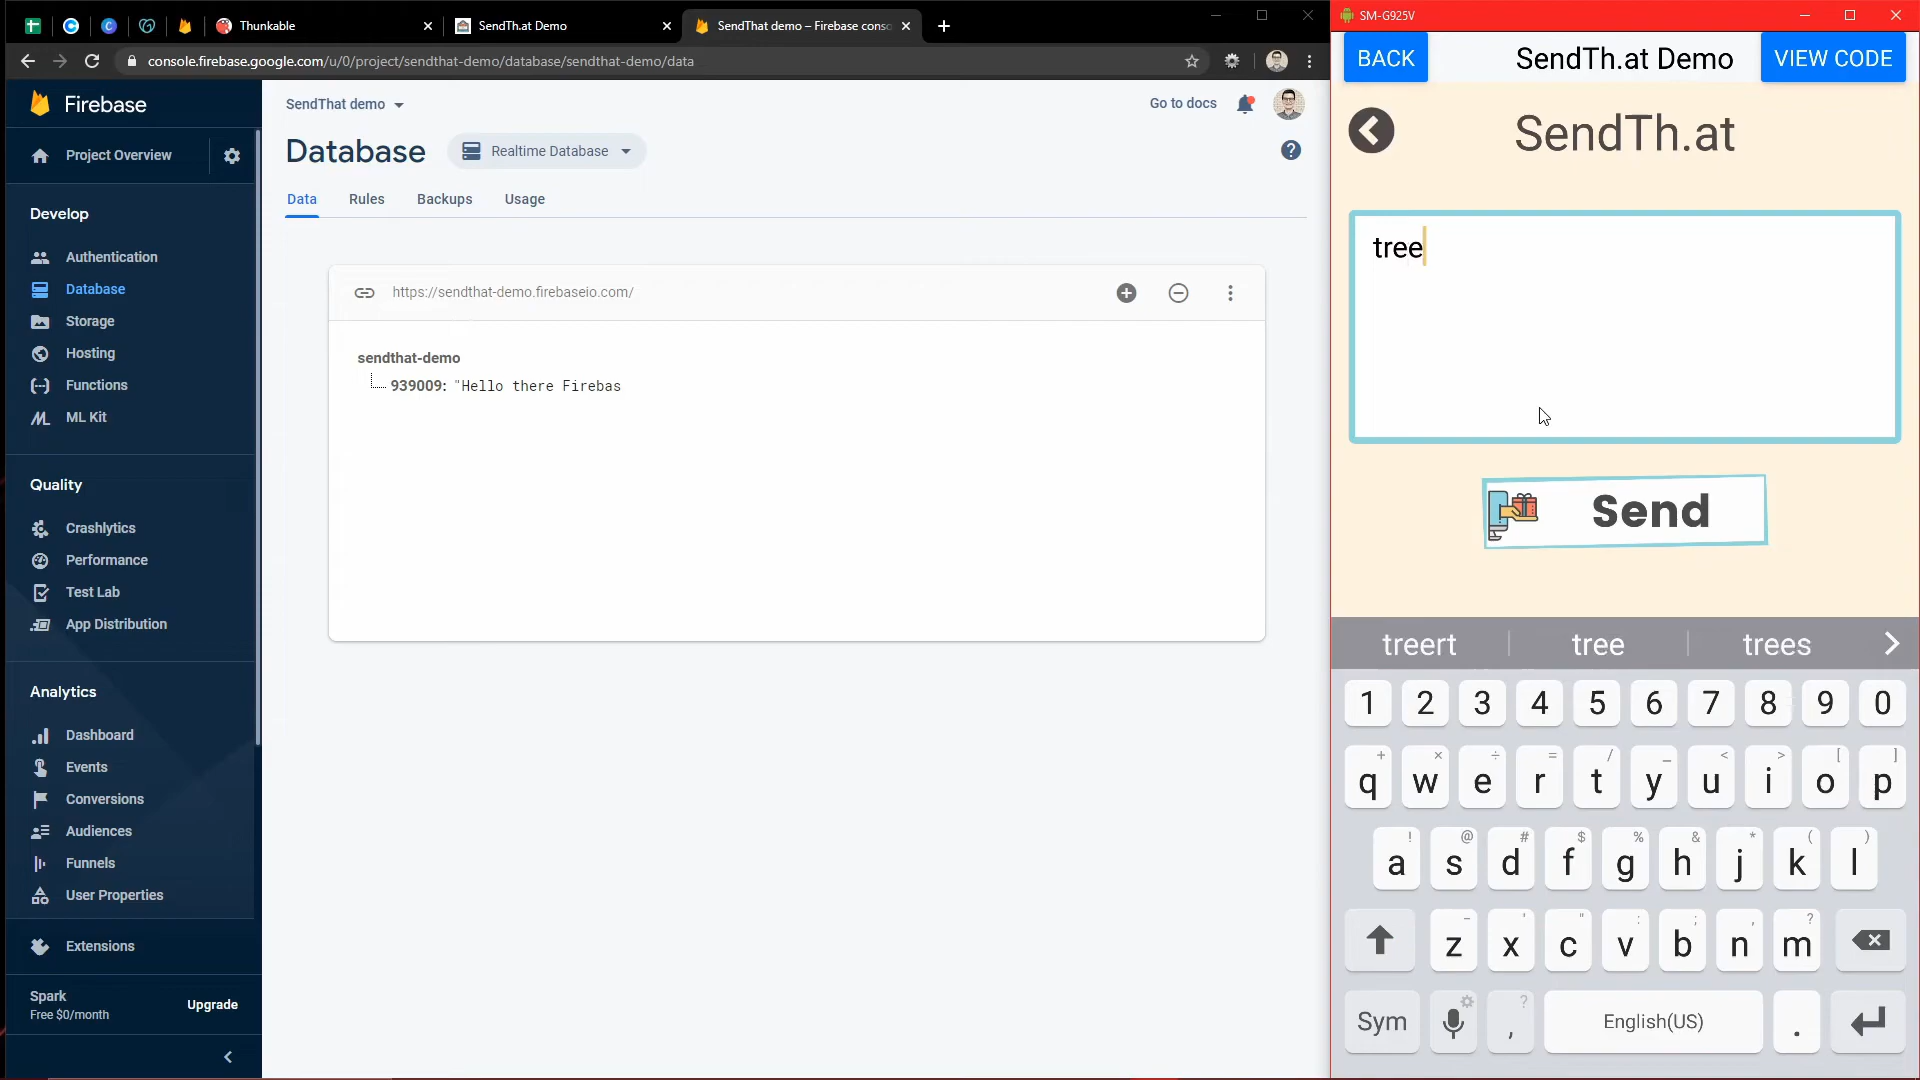 Thunkable
SendTh.at Demo
SendThat demo – Firebase conso
console.firebase.google.com/u/0/project/sendthat-demo/database/sendthat-demo/data
Firebase
Project Overview
Develop
Authentication
Database
Storage
Hosting
Functions
ML Kit
Quality
Crashlytics
Performance
Test Lab
App Distribution
Analytics
Dashboard
Events
Conversions
Audiences
Funnels
User Properties
Extensions
Spark
Free $0/month
Upgrade
SendThat demo
Go to docs
Database
Realtime Database
Data Rules Backups Usage
https://sendthat-demo.firebaseio.com/
sendthat-demo
939009: "Hello there Firebas
SM-G925V
BACK
SendTh.at Demo
VIEW CODE
SendTh.at
tree
Send
treert tree trees
1 2 3 4 5 6 7 8 9 0
+ × ÷ = / _ < > [ ]
q w e r t y u i o p
! @ # $ % & * ( )
a s d f g h j k l
- ' " : ; , ?
z x c v b n m
Sym , ? English(US) .